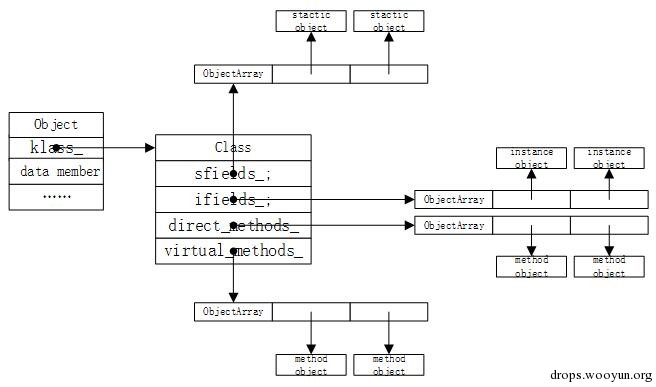 stactic
object
stactic
object
ObjectArray
Object
klass_
data member
......
Class
sfields_;
ifields_;
direct_methods_
virtual_methods_
instance
object
instance
object
ObjectArray
ObjectArray
method
object
method
object
ObjectArray
method
object
method
object
drops.wooyun.org